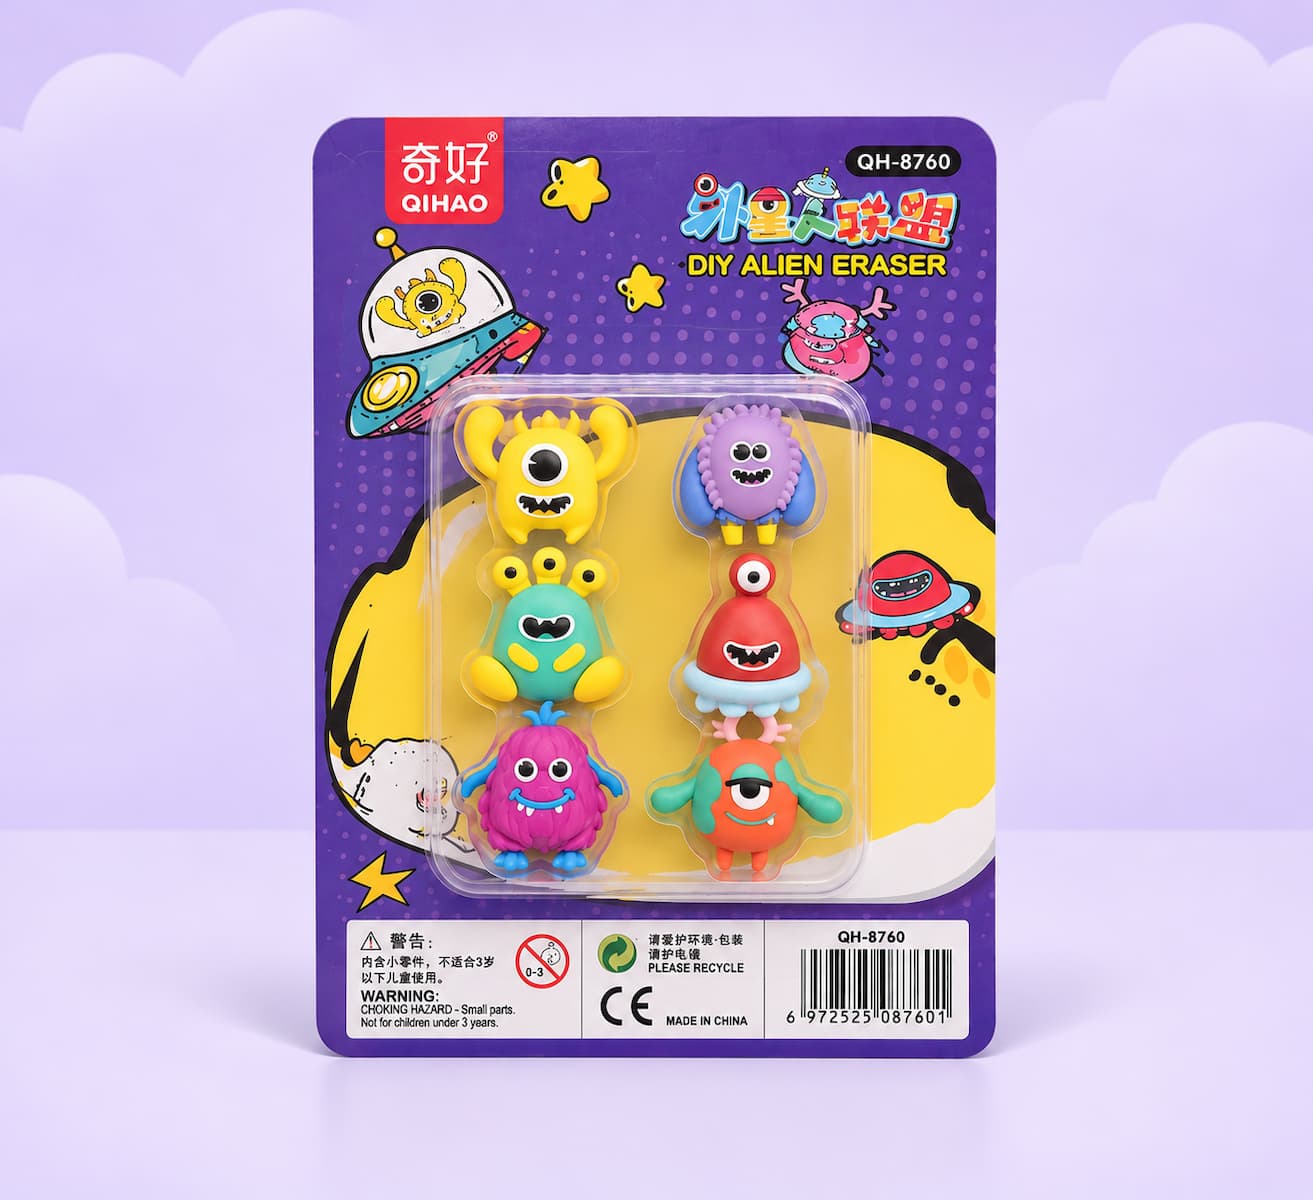 奇好®
QIHAO
QH-8760
外星人联盟
DIY ALIEN ERASER
警告:
内含小零件,不适合3岁
以下儿童使用。
WARNING:
CHOKING HAZARD - Small parts.
Not for children under 3 years.
0-3
请爱护环境·包装
请护电
PLEASE RECYCLE
CE
MADE IN CHINA
QH-8760
6 972525 087601